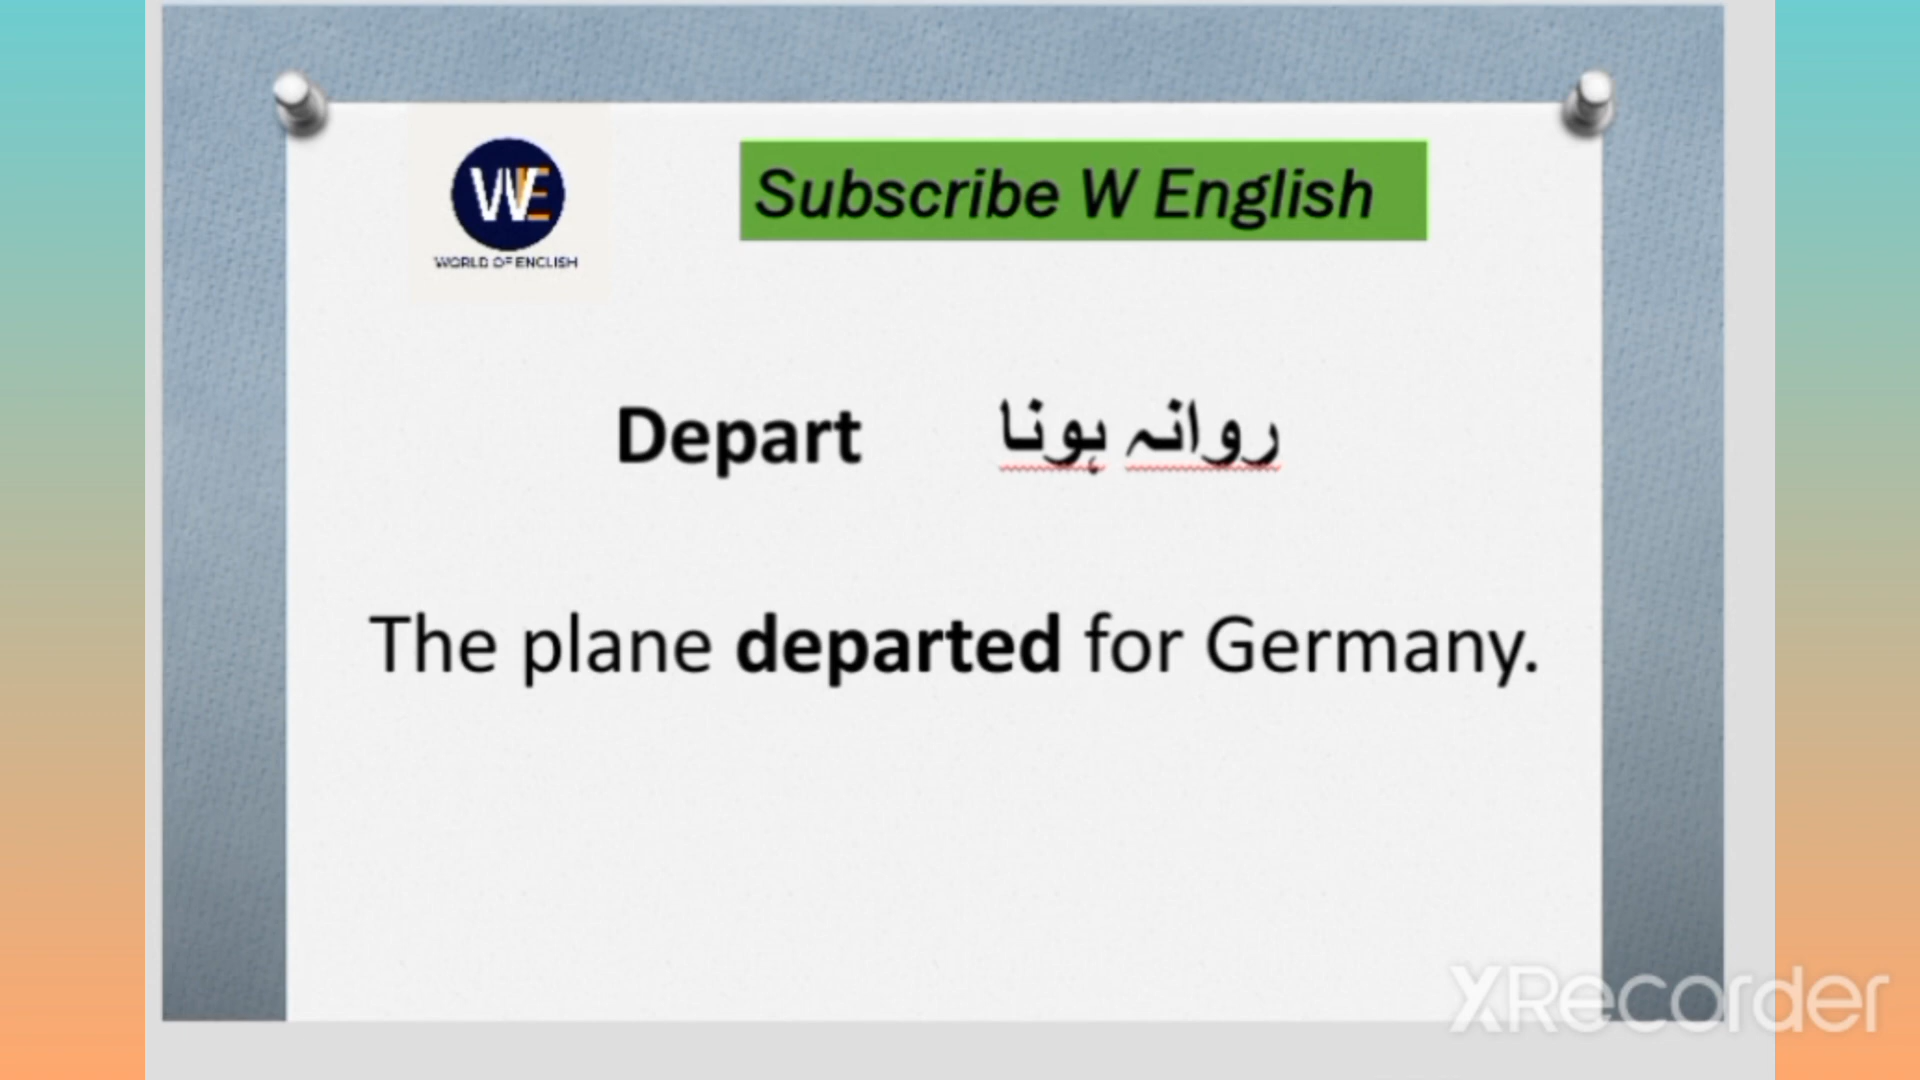 WE
WORLD OF ENGLISH
Subscribe W English
Depart روانہ ہونا
The plane departed for Germany.
XRecorder